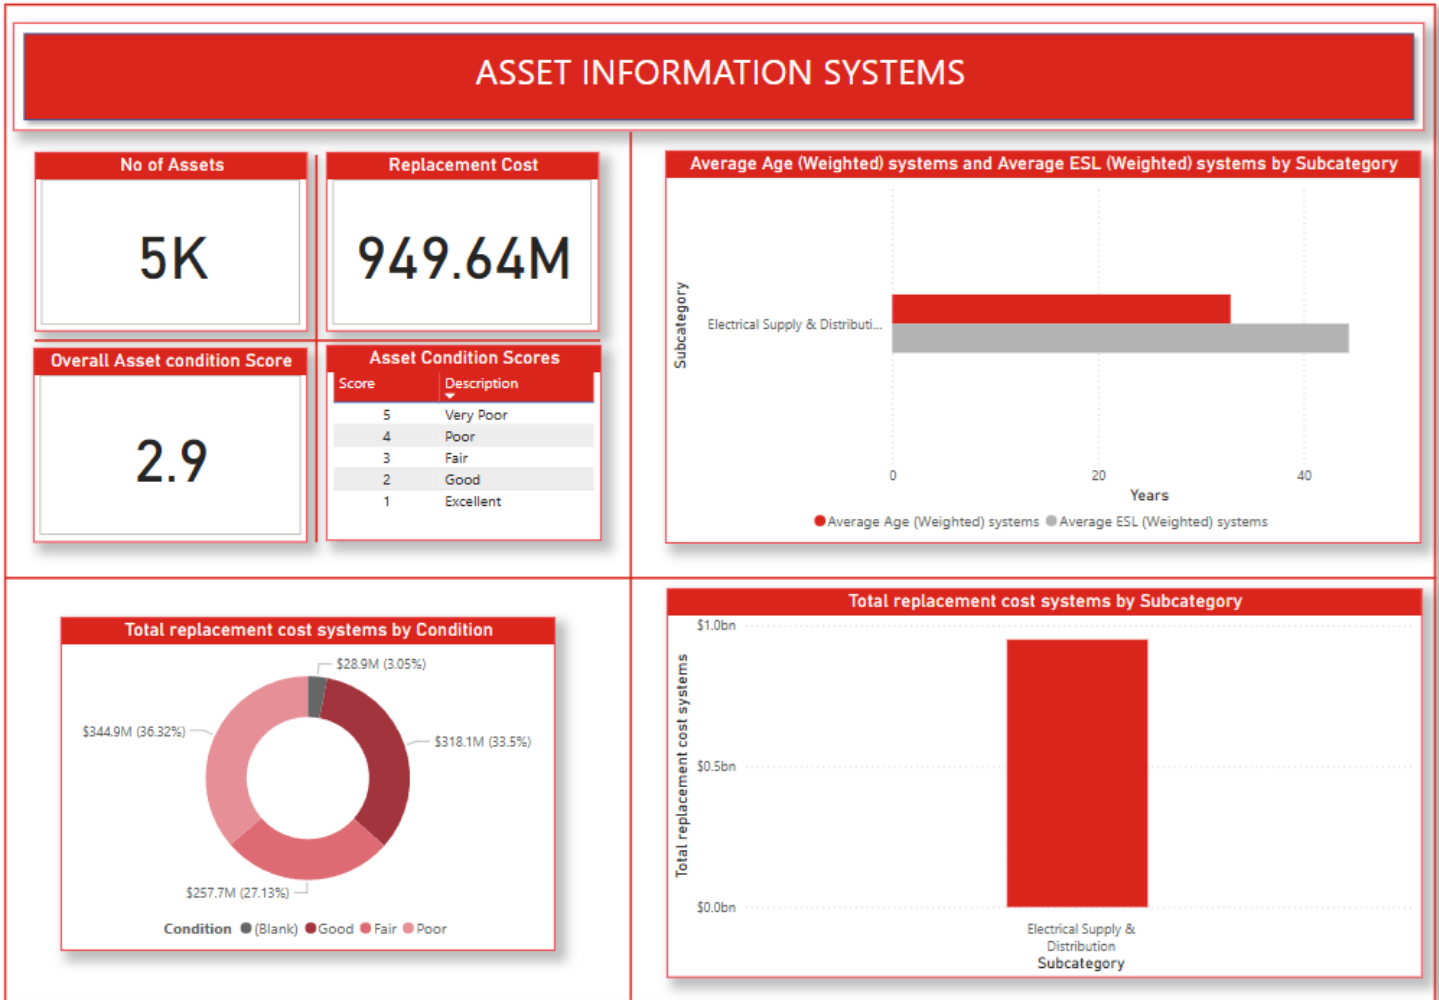 ASSET INFORMATION SYSTEMS
No of Assets
5K
Replacement Cost
949.64M
Overall Asset condition Score
2.9
Asset Condition Scores
Score Description
5 Very Poor
4 Poor
3 Fair
2 Good
1 Excellent
Average Age (Weighted) systems and Average ESL (Weighted) systems by Subcategory
Subcategory
Electrical Supply & Distributi...
0 20 40
Years
Average Age (Weighted) systems Average ESL (Weighted) systems
Total replacement cost systems by Condition
$28.9M (3.05%)
$344.9M (36.32%)
$318.1M (33.5%)
$257.7M (27.13%)
Condition (Blank) Good Fair Poor
Total replacement cost systems by Subcategory
Total replacement cost systems
$1.0bn
$0.5bn
$0.0bn
Electrical Supply &
Distribution
Subcategory